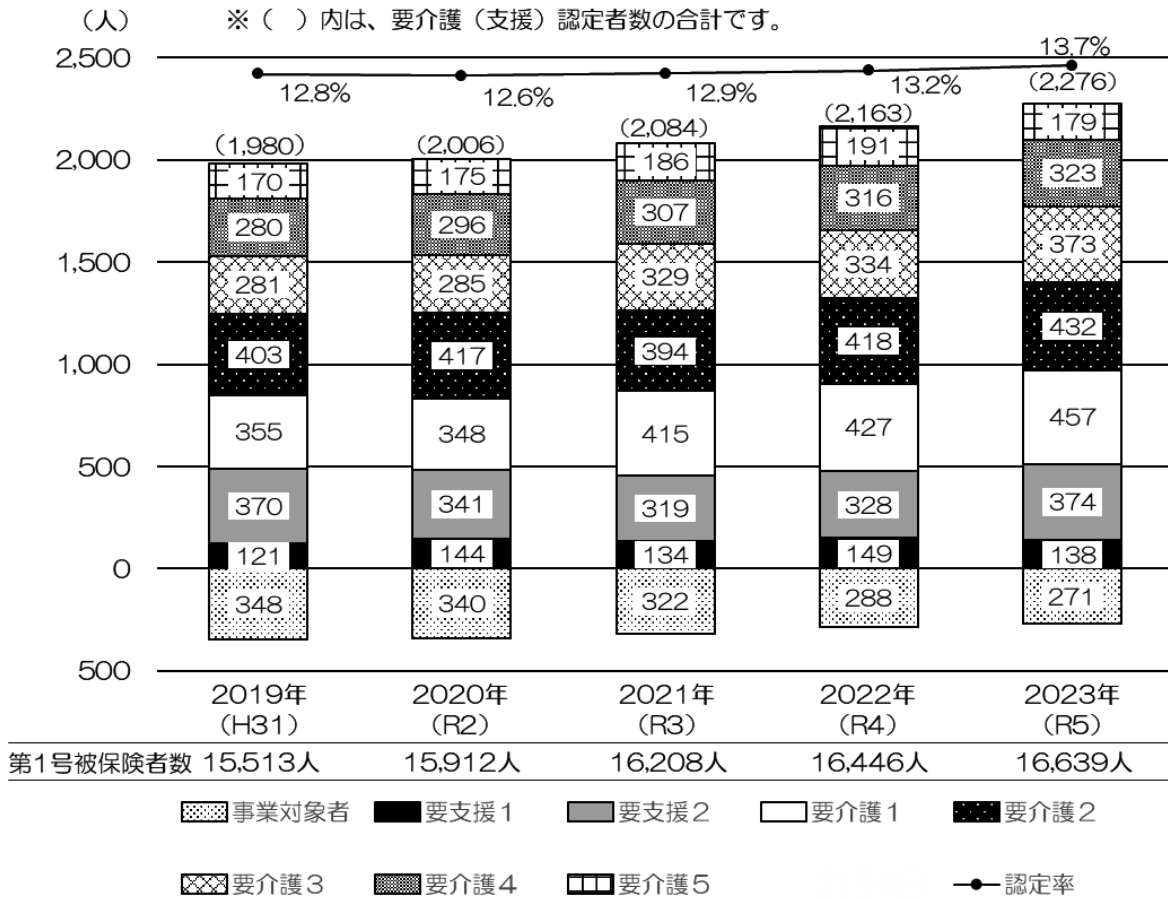 （人） ※（ ）内は、要介護（支援）認定者数の合計です。
2,500
2,000
1,500
1,000
500
0
500
12.8% 12.6% 12.9% 13.2% 13.7%
（1,980） （2,006） （2,084） （2,163） （2,276）
170 175 186 191 179
280 296 307 316 323
281 285 329 334 373
403 417 394 418 432
355 348 415 427 457
370 341 319 328 374
121 144 134 149 138
348 340 322 288 271
2019年 2020年 2021年 2022年 2023年
（H31） （R2） （R3） （R4） （R5）
第1号被保険者数 15,513人 15,912人 16,208人 16,446人 16,639人
事業対象者 要支援1 要支援2 要介護1 要介護2
要介護3 要介護4 要介護5 認定率